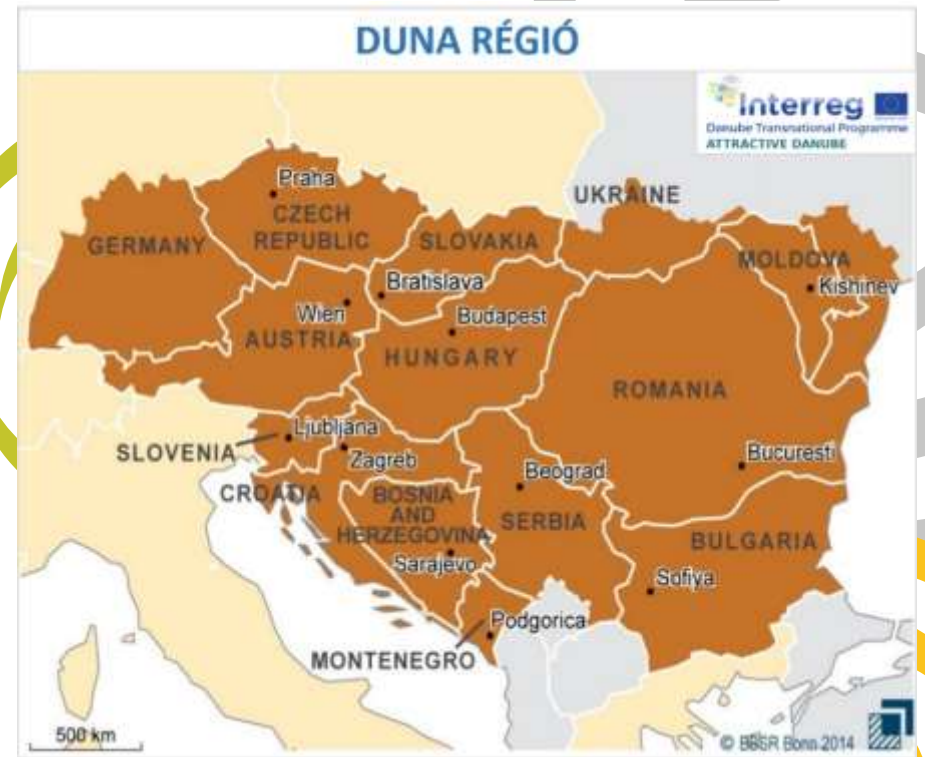 DUNA RÉGIÓ
Interreg
Danube Transnational Programme
ATTRACTIVE DANUBE
UKRAINE
Praha
CZECH
REPUBLIC
GERMANY
SLOVAKIA
MOLDOVA
Kishinev
Bratislava
Wien
Budapest
AUSTRIA
HUNGARY
ROMANIA
Ljubljana
SLOVENIA
Zagreb
Bucuresti
Beograd
CROATIA
BOSNIA
AND
HERZEGOVINA
SERBIA
BULGARIA
Sarajevo
Sofiya
Podgorica
MONTENEGRO
500 km
© BBSR Bonn 2014